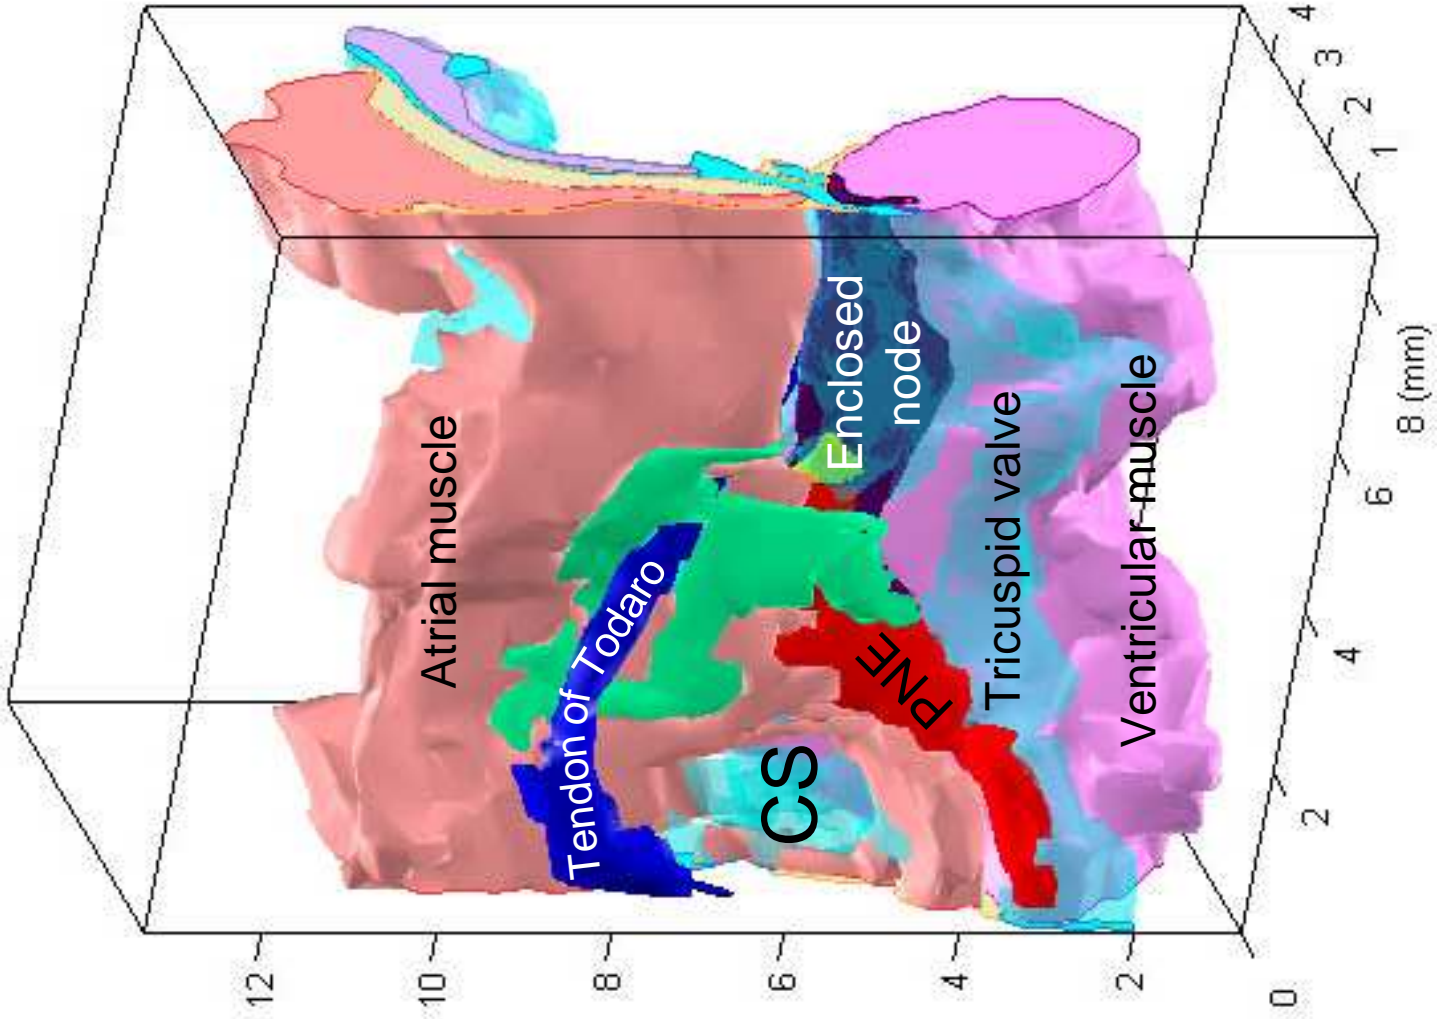 Atrial muscle
Tendon of Todaro
CS
PNE
Enclosed
node
Tricuspid valve
Ventricular muscle
12
10
8
6
4
2
0
2
4
6
8 (mm)
1
2
3
4